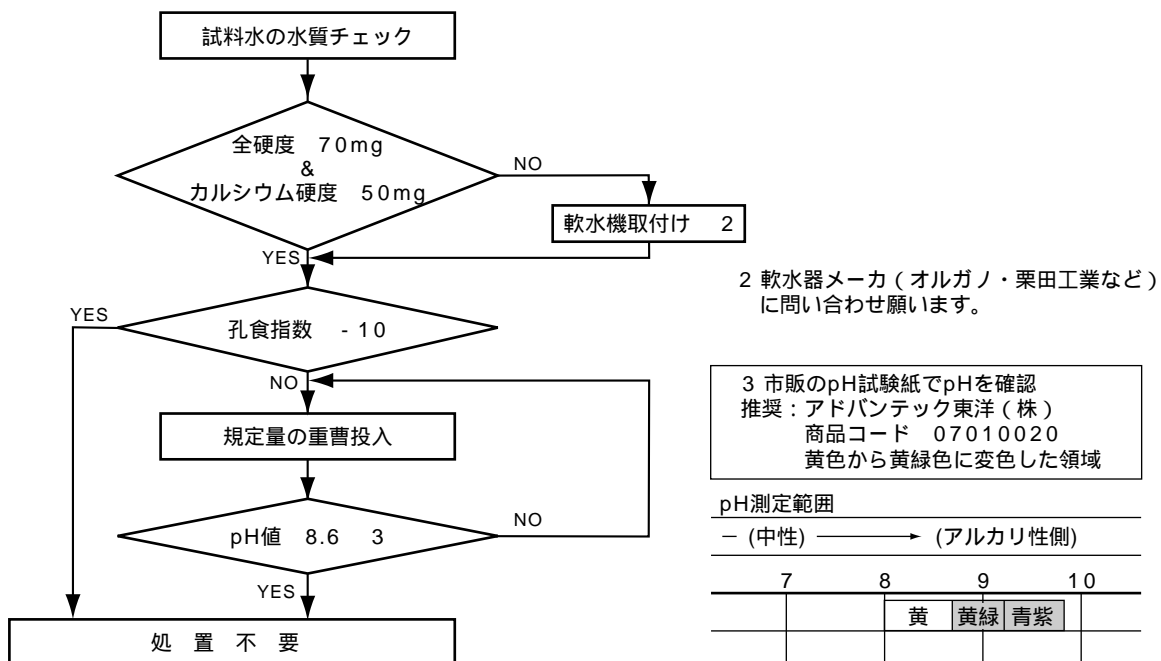 試料水の水質チェック
全硬度 70mg
&
カルシウム硬度 50mg
NO
軟水機取付け 2
YES
2 軟水器メーカ(オルガノ・栗田工業など)
に問い合わせ願います。
YES
孔食指数 -10
NO
規定量の重曹投入
3 市販のpH試験紙でpHを確認
推奨:アドバンテック東洋(株)
商品コード 07010020
黄色から黄緑色に変色した領域
pH値 8.6 3
NO
YES
処置不要
pH測定範囲
− (中性) (アルカリ性側)
7 8 9 10
黄 黄緑 青紫